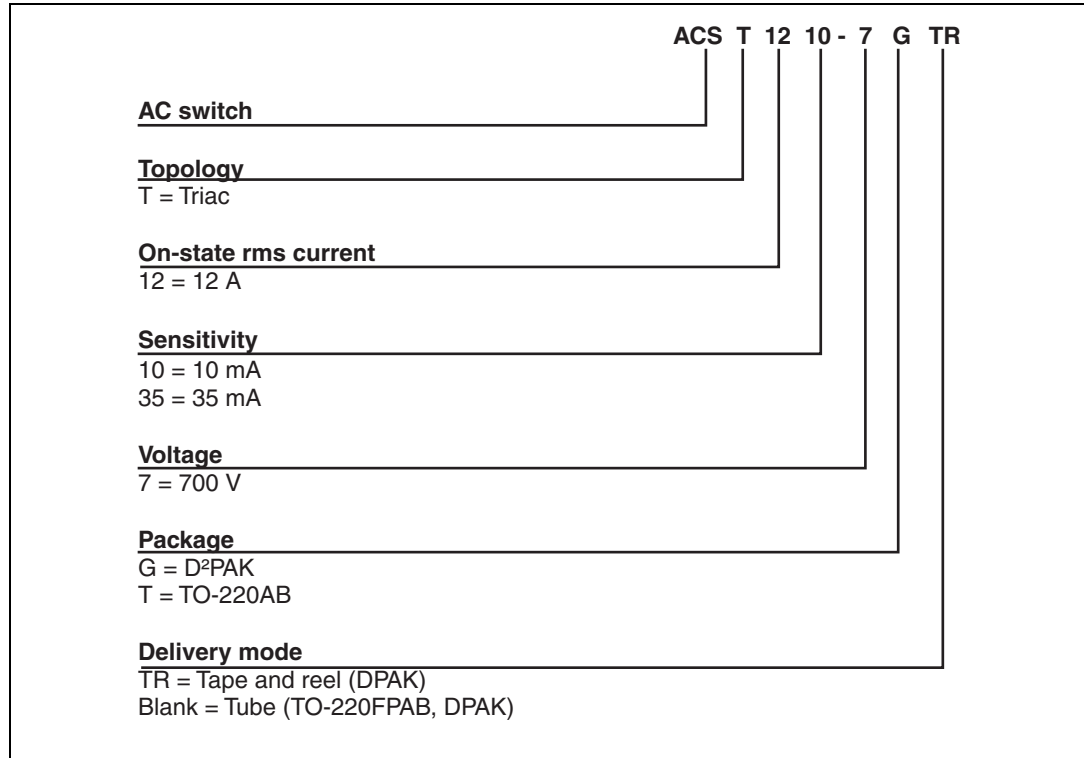 ACS T 12 10 - 7 G TR
AC switch
Topology
T = Triac
On-state rms current
12 = 12 A
Sensitivity
10 = 10 mA
35 = 35 mA
Voltage
7 = 700 V
Package
G = D²PAK
T = TO-220AB
Delivery mode
TR = Tape and reel (DPAK)
Blank = Tube (TO-220FPAB, DPAK)